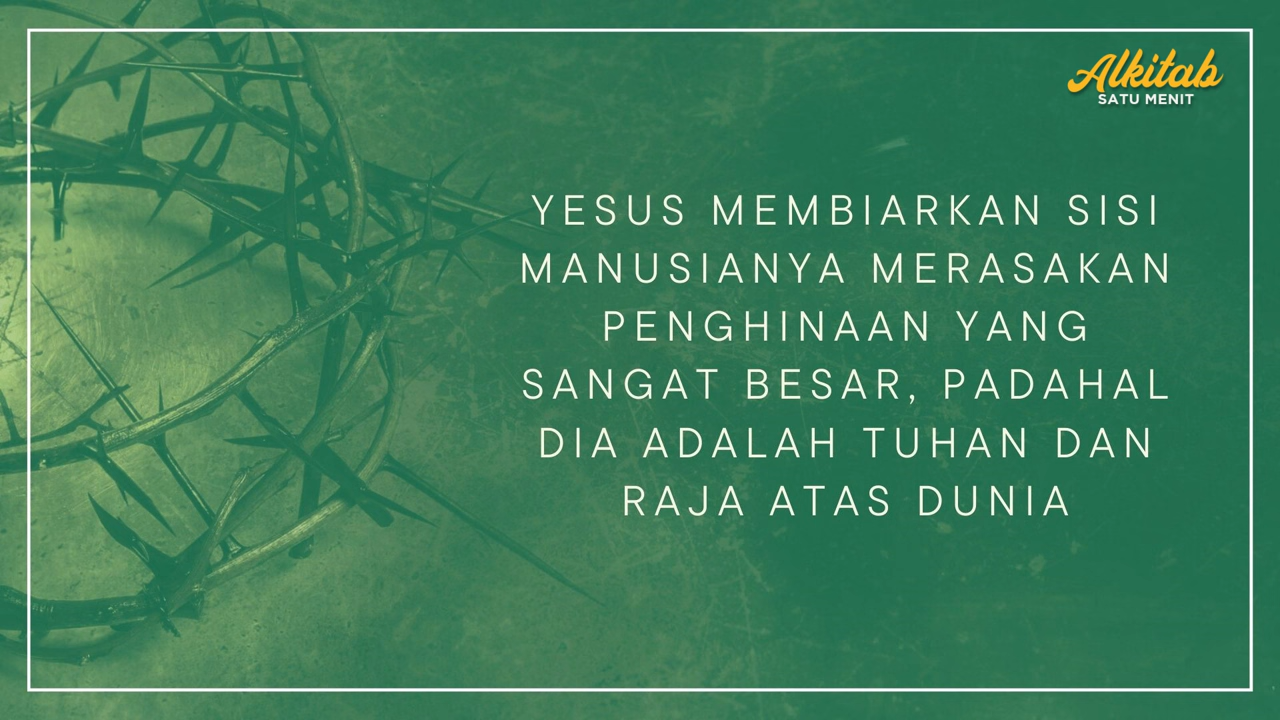 Alkitab
SATU MENIT
YESUS MEMBIARKAN SISI
MANUSIANYA MERASAKAN
PENGHINAAN YANG
SANGAT BESAR, PADAHAL
DIA ADALAH TUHAN DAN
RAJA ATAS DUNIA